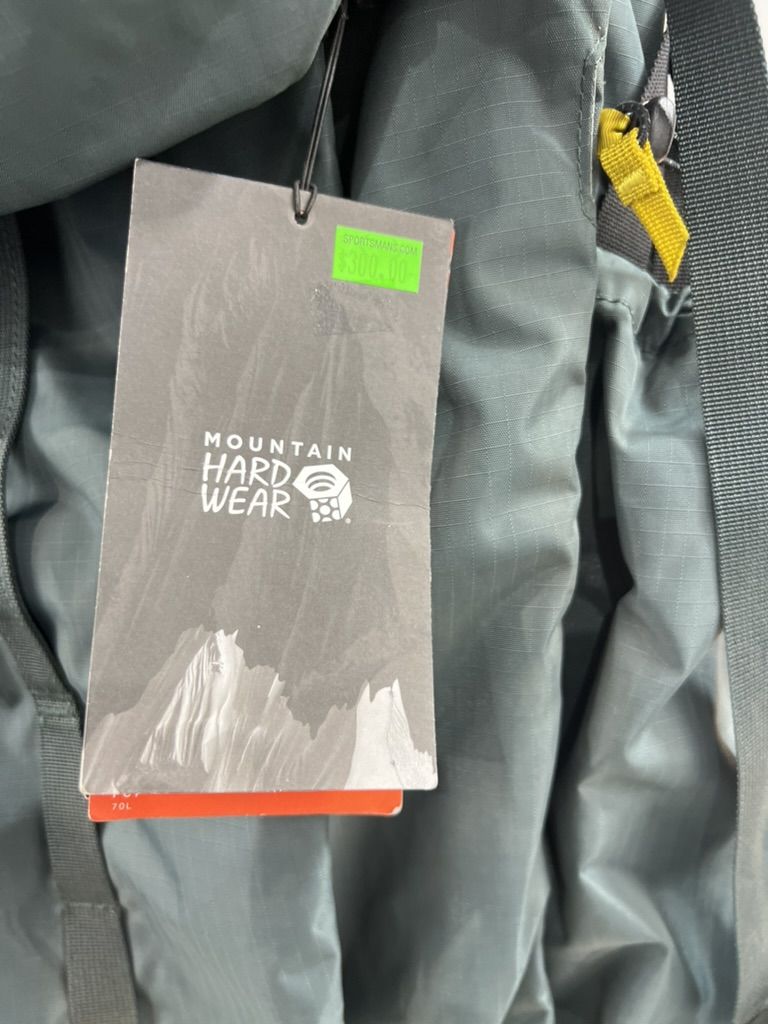 SPORTSMANS.COM
$300.00
MOUNTAIN
HARD
WEAR
®
70L